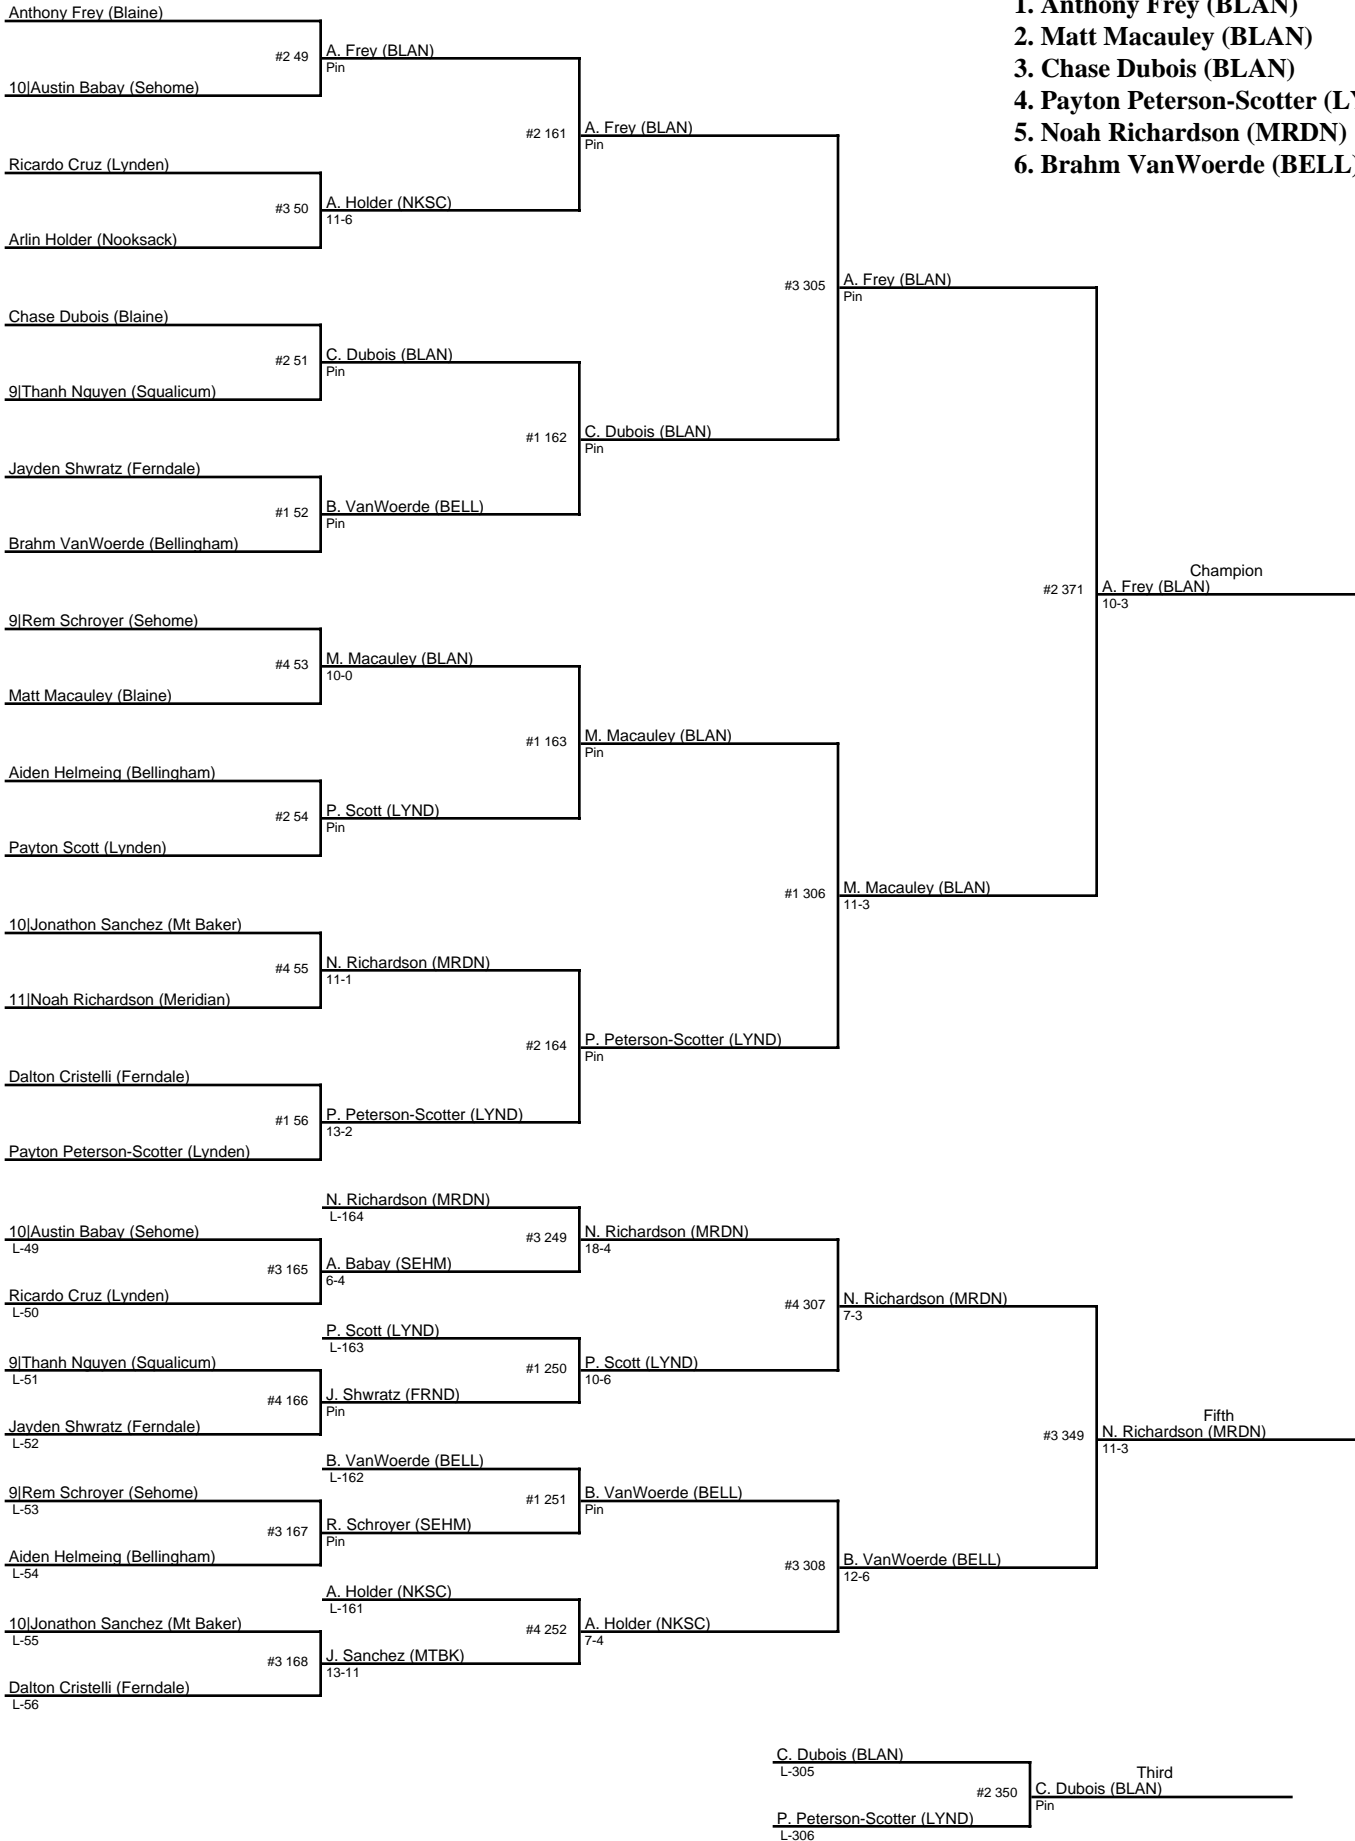 Anthony Frey (Blaine)
#2 49
A. Frey (BLAN)
Pin
10|Austin Babay (Sehome)
#2 161
A. Frey (BLAN)
Pin
Ricardo Cruz (Lynden)
#3 50
A. Holder (NKSC)
11-6
Arlin Holder (Nooksack)
#3 305
A. Frey (BLAN)
Pin
Chase Dubois (Blaine)
#2 51
C. Dubois (BLAN)
Pin
9|Thanh Nguyen (Squalicum)
#1 162
C. Dubois (BLAN)
Pin
Jayden Shwratz (Ferndale)
#1 52
B. VanWoerde (BELL)
Pin
Brahm VanWoerde (Bellingham)
#2 371
Champion
A. Frey (BLAN)
10-3
9|Rem Schroyer (Sehome)
#4 53
M. Macauley (BLAN)
10-0
Matt Macauley (Blaine)
#1 163
M. Macauley (BLAN)
Pin
Aiden Helmeing (Bellingham)
#2 54
P. Scott (LYND)
Pin
Payton Scott (Lynden)
#1 306
M. Macauley (BLAN)
11-3
10|Jonathon Sanchez (Mt Baker)
#4 55
N. Richardson (MRDN)
11-1
11|Noah Richardson (Meridian)
#2 164
P. Peterson-Scotter (LYND)
Pin
Dalton Cristelli (Ferndale)
#1 56
P. Peterson-Scotter (LYND)
13-2
Payton Peterson-Scotter (Lynden)
N. Richardson (MRDN)
L-164
10|Austin Babay (Sehome)
L-49
#3 249
N. Richardson (MRDN)
18-4
#3 165
A. Babay (SEHM)
6-4
Ricardo Cruz (Lynden)
L-50
#4 307
N. Richardson (MRDN)
7-3
P. Scott (LYND)
L-163
9|Thanh Nguyen (Squalicum)
L-51
#1 250
P. Scott (LYND)
10-6
#4 166
J. Shwratz (FRND)
Pin
Jayden Shwratz (Ferndale)
L-52
#3 349
Fifth
N. Richardson (MRDN)
11-3
B. VanWoerde (BELL)
L-162
9|Rem Schroyer (Sehome)
L-53
#1 251
B. VanWoerde (BELL)
Pin
#3 167
R. Schroyer (SEHM)
Pin
Aiden Helmeing (Bellingham)
L-54
#3 308
B. VanWoerde (BELL)
12-6
A. Holder (NKSC)
L-161
10|Jonathon Sanchez (Mt Baker)
L-55
#4 252
A. Holder (NKSC)
7-4
#3 168
J. Sanchez (MTBK)
13-11
Dalton Cristelli (Ferndale)
L-56
C. Dubois (BLAN)
L-305
#2 350
Third
C. Dubois (BLAN)
Pin
P. Peterson-Scotter (LYND)
L-306
1. Anthony Frey (BLAN)
2. Matt Macauley (BLAN)
3. Chase Dubois (BLAN)
4. Payton Peterson-Scotter (LY
5. Noah Richardson (MRDN)
6. Brahm VanWoerde (BELL)